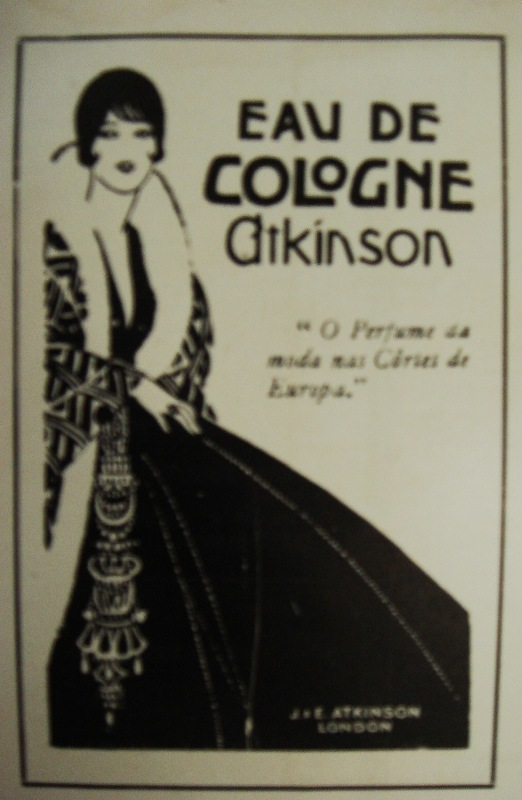 EAU DE
COLOGNE
Atkinson
" O Perfume da
moda nas Côrtes de
Europa."
J. & E. ATKINSON
LONDON